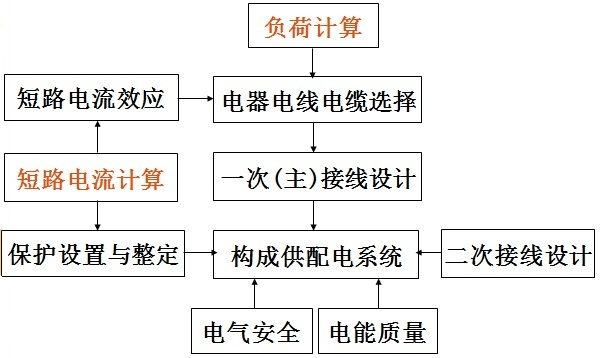 负荷计算
短路电流效应
电器电线电缆选择
短路电流计算
一次(主)接线设计
保护设置与整定
构成供配电系统
二次接线设计
电气安全
电能质量